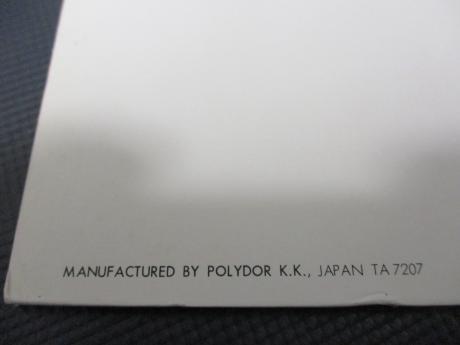 MANUFACTURED BY POLYDOR K.K., JAPAN TA 7207